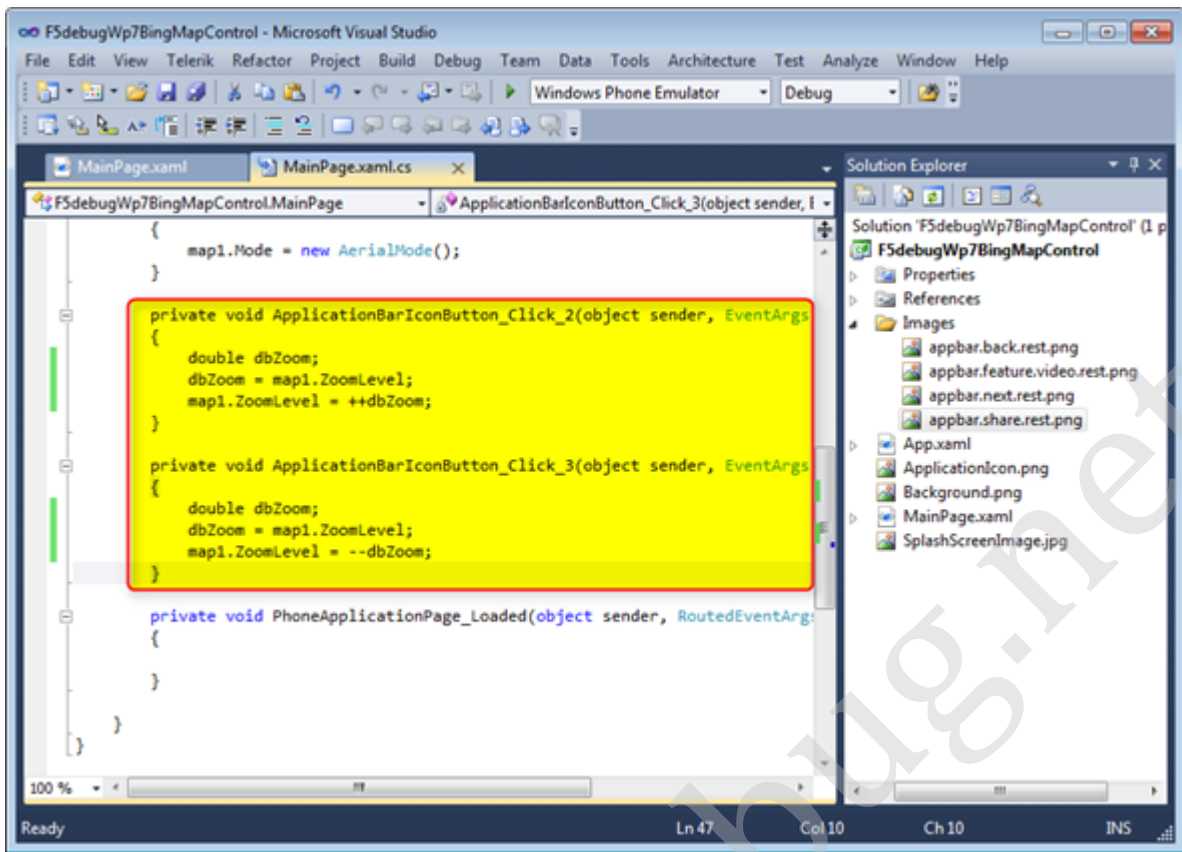 F5debugWp7BingMapControl - Microsoft Visual Studio
File Edit View Telerik Refactor Project Build Debug Team Data Tools Architecture Test Analyze Window Help
Windows Phone Emulator Debug
MainPage.xaml MainPage.xaml.cs
F5debugWp7BingMapControl.MainPage ApplicationBarIconButton_Click_3(object sender, E
{
map1.Mode = new AerialMode();
}
private void ApplicationBarIconButton_Click_2(object sender, EventArgs
{
double dbZoom;
dbZoom = map1.ZoomLevel;
map1.ZoomLevel = ++dbZoom;
}
private void ApplicationBarIconButton_Click_3(object sender, EventArgs
{
double dbZoom;
dbZoom = map1.ZoomLevel;
map1.ZoomLevel = --dbZoom;
}
private void PhoneApplicationPage_Loaded(object sender, RoutedEventArgs
{
}
}
}
100 %
Solution Explorer
Solution 'F5debugWp7BingMapControl' (1 p
F5debugWp7BingMapControl
Properties
References
Images
appbar.back.rest.png
appbar.feature.video.rest.png
appbar.next.rest.png
appbar.share.rest.png
App.xaml
ApplicationIcon.png
Background.png
MainPage.xaml
SplashScreenImage.jpg
Ready Ln 47 Col 10 Ch 10 INS
bug.net